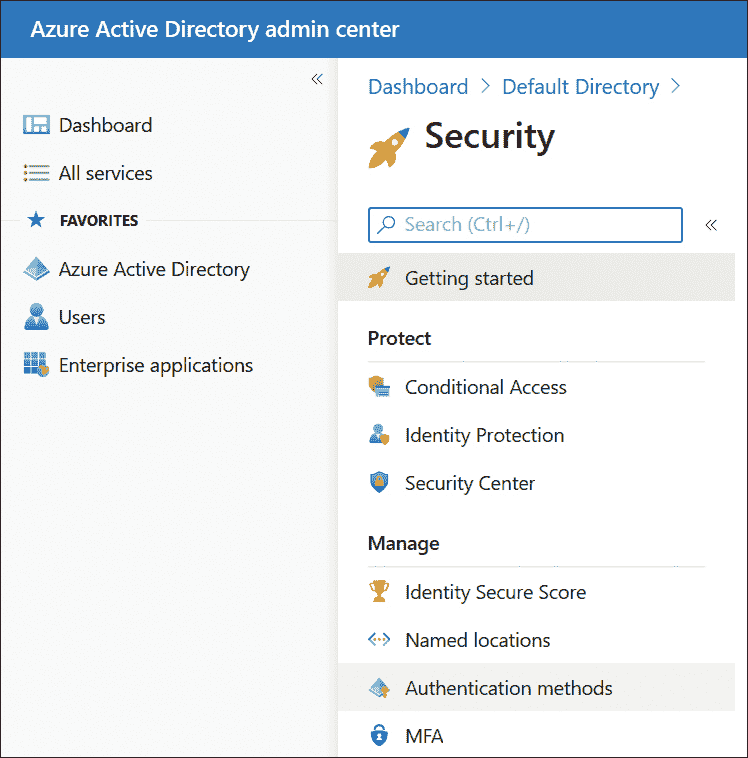 Azure Active Directory admin center
«
Dashboard
All services
FAVORITES
Azure Active Directory
Users
Enterprise applications
Dashboard > Default Directory >
Security
Search (Ctrl+/)
«
Getting started
Protect
Conditional Access
Identity Protection
Security Center
Manage
Identity Secure Score
Named locations
Authentication methods
MFA